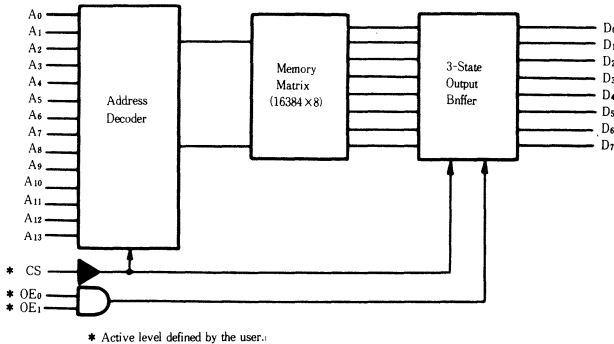 A0
A1
A2
A3
A4
A5
A6
A7
A8
A9
A10
A11
A12
A13
* CS
* OE0
* OE1
Address
Decoder
Memory
Matrix
(16384×8)
3-State
Output
Bnffer
D0
D1
D2
D3
D4
D5
D6
D7
* Active level defined by the user.